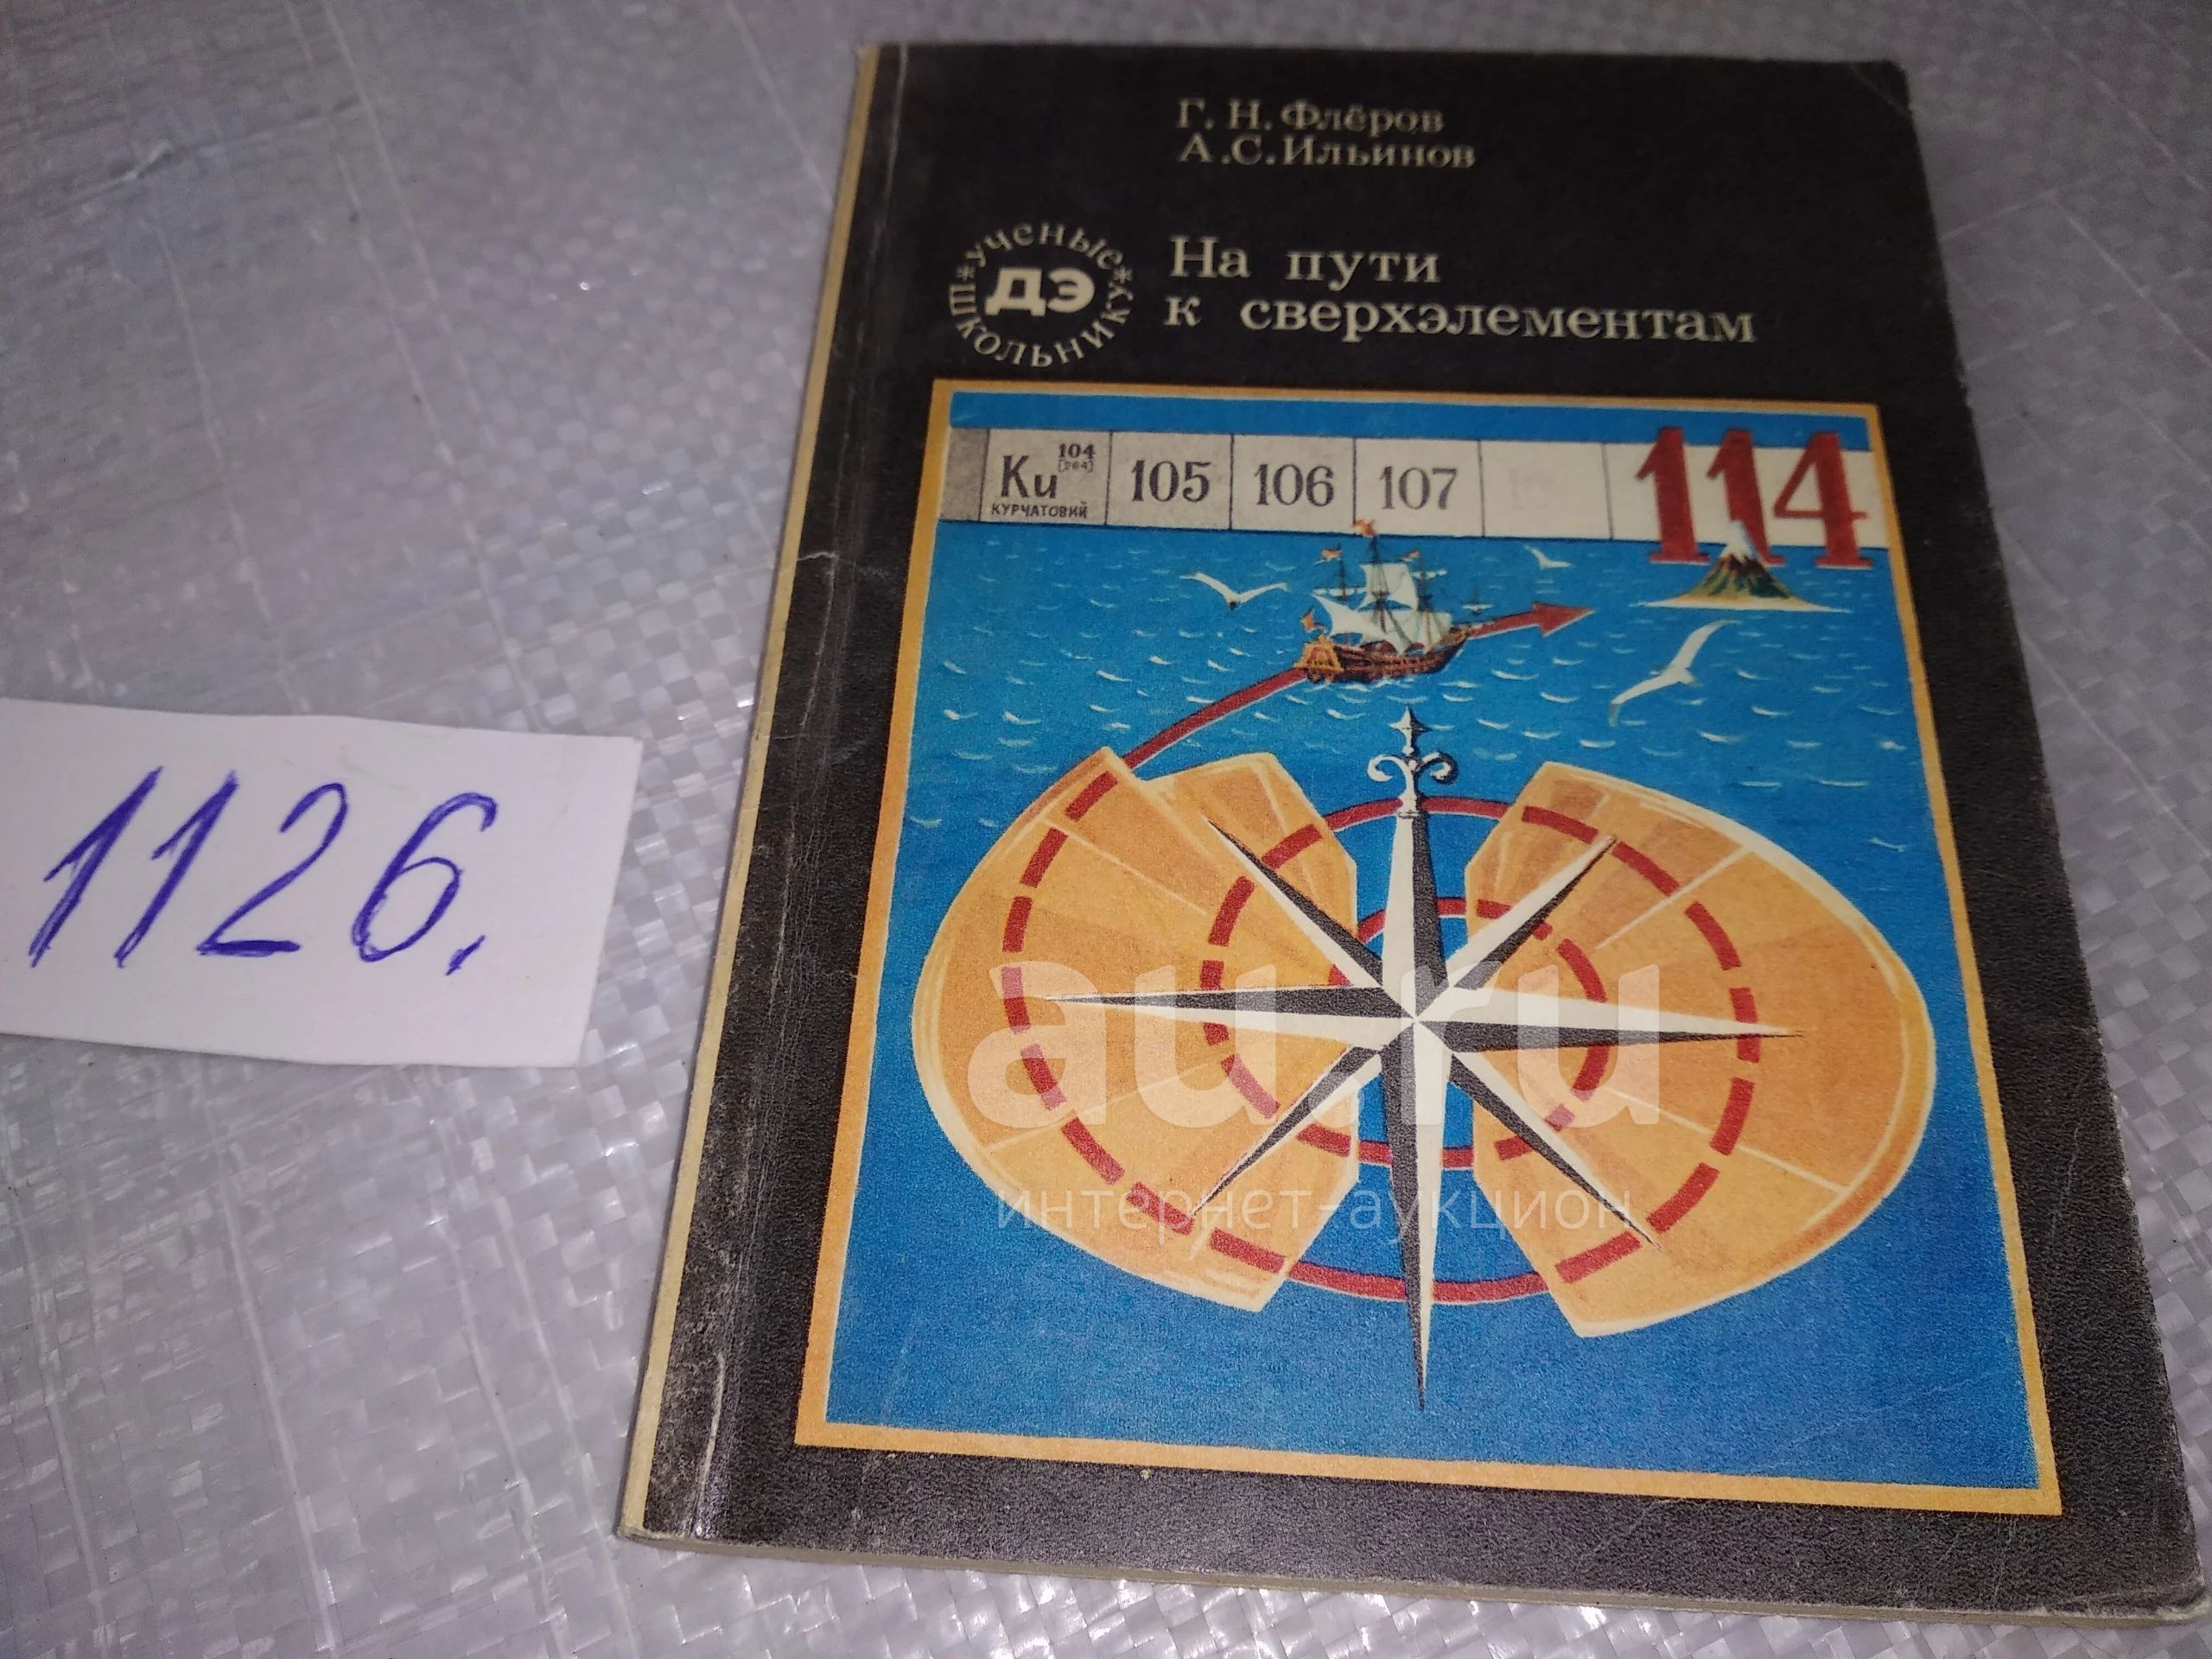 Г. Н. Флёров
А.С.Ильинов
*УЧЕНЫЕ*
ДЭ
ШКОЛЬНИКУ
На пути
к сверхэлементам
Ku 104
[264]
КУРЧАТОВИЙ
105
106
107
114
1126.
au.ru
интернет-аукцион